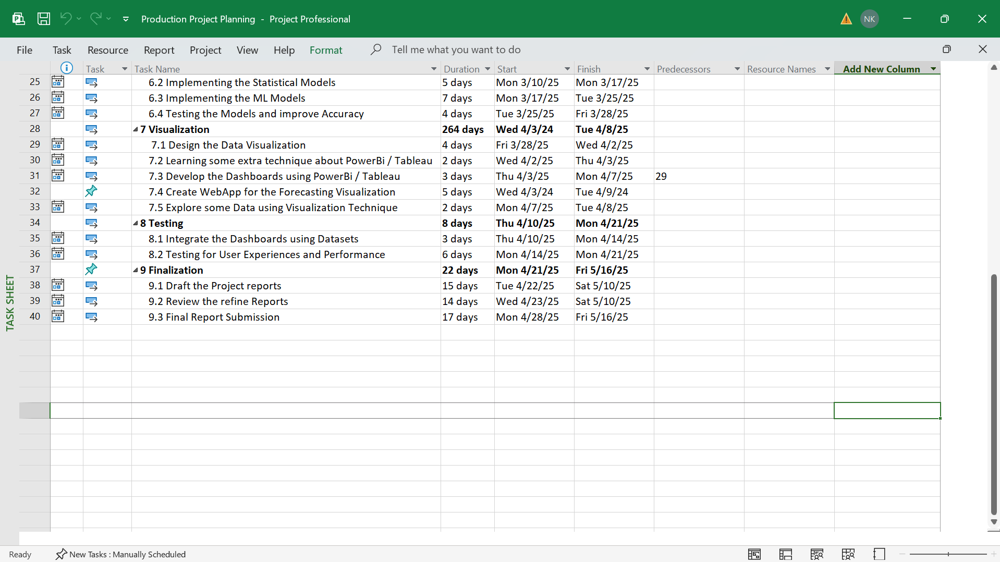 Production Project Planning - Project Professional
NK
File Task Resource Report Project View Help Format Tell me what you want to do
Task Task Name Duration Start Finish Predecessors Resource Names Add New Column
25 6.2 Implementing the Statistical Models 5 days Mon 3/10/25 Mon 3/17/25
26 6.3 Implementing the ML Models 7 days Mon 3/17/25 Tue 3/25/25
27 6.4 Testing the Models and improve Accuracy 4 days Tue 3/25/25 Fri 3/28/25
28 7 Visualization 264 days Wed 4/3/24 Tue 4/8/25
29 7.1 Design the Data Visualization 4 days Fri 3/28/25 Wed 4/2/25
30 7.2 Learning some extra technique about PowerBi / Tableau 2 days Wed 4/2/25 Thu 4/3/25
31 7.3 Develop the Dashboards using PowerBi / Tableau 3 days Thu 4/3/25 Mon 4/7/25 29
32 7.4 Create WebApp for the Forecasting Visualization 5 days Wed 4/3/24 Tue 4/9/24
33 7.5 Explore some Data using Visualization Technique 2 days Mon 4/7/25 Tue 4/8/25
34 8 Testing 8 days Thu 4/10/25 Mon 4/21/25
35 8.1 Integrate the Dashboards using Datasets 3 days Thu 4/10/25 Mon 4/14/25
36 8.2 Testing for User Experiences and Performance 6 days Mon 4/14/25 Mon 4/21/25
37 9 Finalization 22 days Mon 4/21/25 Fri 5/16/25
38 9.1 Draft the Project reports 15 days Tue 4/22/25 Sat 5/10/25
39 9.2 Review the refine Reports 14 days Wed 4/23/25 Sat 5/10/25
40 9.3 Final Report Submission 17 days Mon 4/28/25 Fri 5/16/25
TASK SHEET
Ready New Tasks : Manually Scheduled